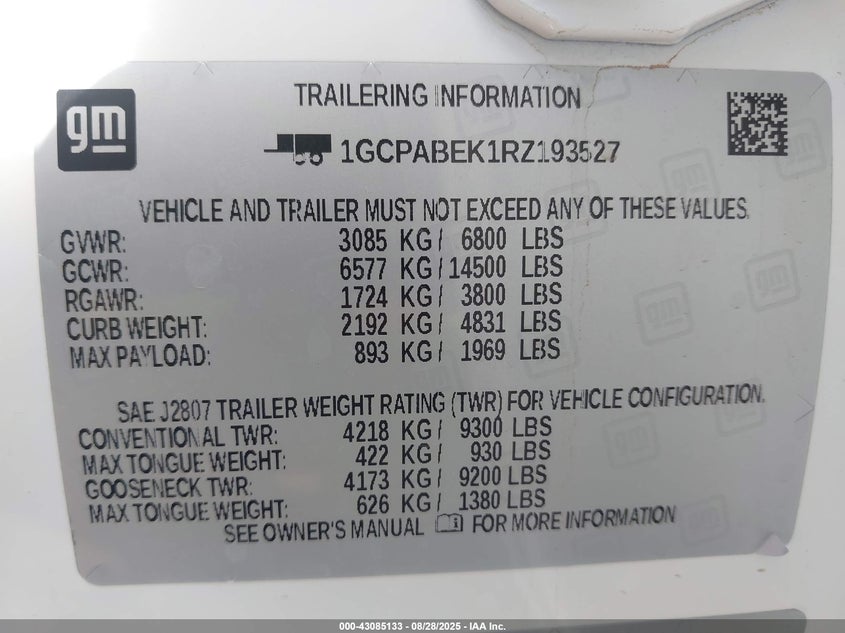 gm
TRAILERING INFORMATION
1GCPABEK1RZ193527
VEHICLE AND TRAILER MUST NOT EXCEED ANY OF THESE VALUES.
GVWR: 3085 KG / 6800 LBS
GCWR: 6577 KG / 14500 LBS
RGAWR: 1724 KG / 3800 LBS
CURB WEIGHT: 2192 KG / 4831 LBS
MAX PAYLOAD: 893 KG / 1969 LBS
SAE J2807 TRAILER WEIGHT RATING (TWR) FOR VEHICLE CONFIGURATION.
CONVENTIONAL TWR: 4218 KG / 9300 LBS
MAX TONGUE WEIGHT: 422 KG / 930 LBS
GOOSENECK TWR: 4173 KG / 9200 LBS
MAX TONGUE WEIGHT: 626 KG / 1380 LBS
SEE OWNER'S MANUAL FOR MORE INFORMATION
000-43085133 - 08/28/2025 - IAA Inc.